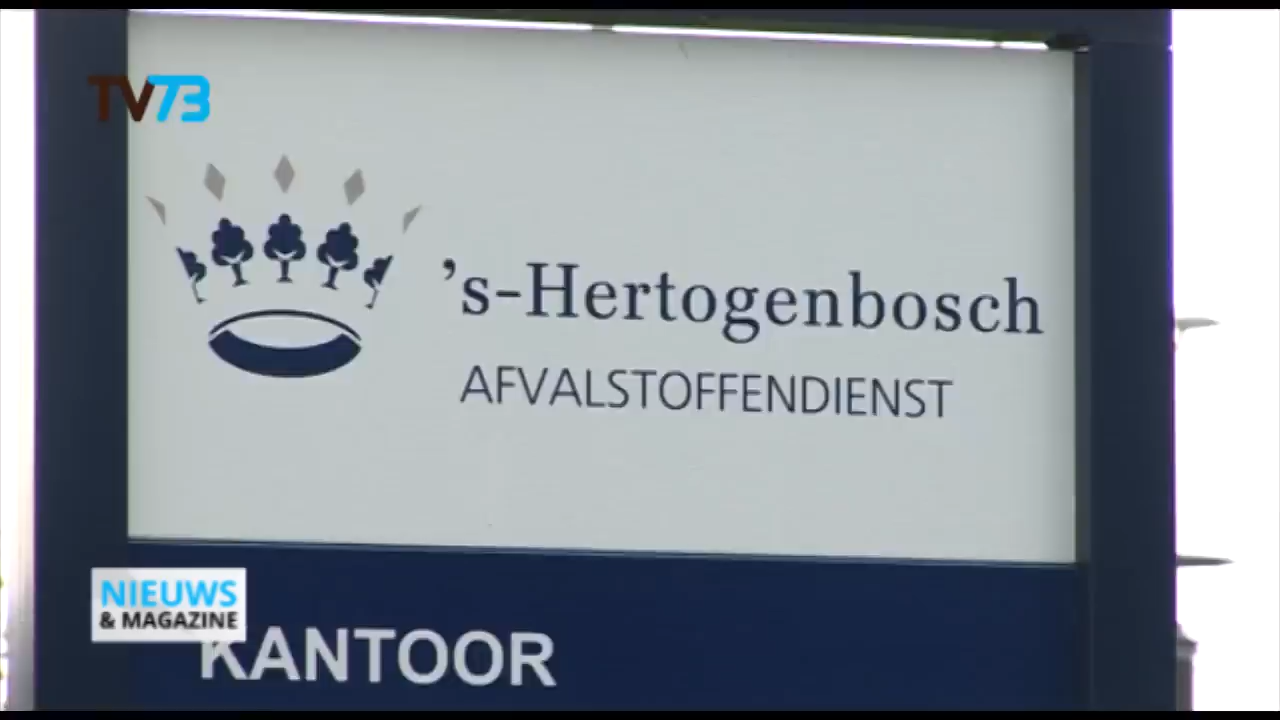 TV73
's-Hertogenbosch
AFVALSTOFFENDIENST
NIEUWS
& MAGAZINE
KANTOOR